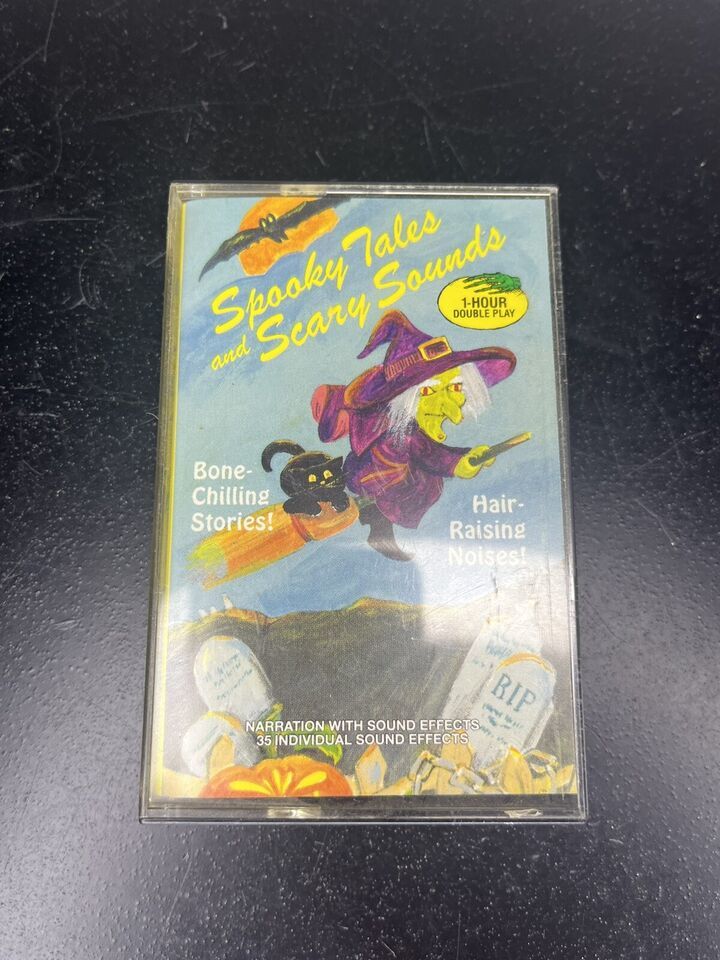 Spooky Tales
and Scary Sounds
1-HOUR
DOUBLE PLAY
Bone-
Chilling
Stories!
Hair-
Raising
Noises!
RIP
NARRATION WITH SOUND EFFECTS
35 INDIVIDUAL SOUND EFFECTS